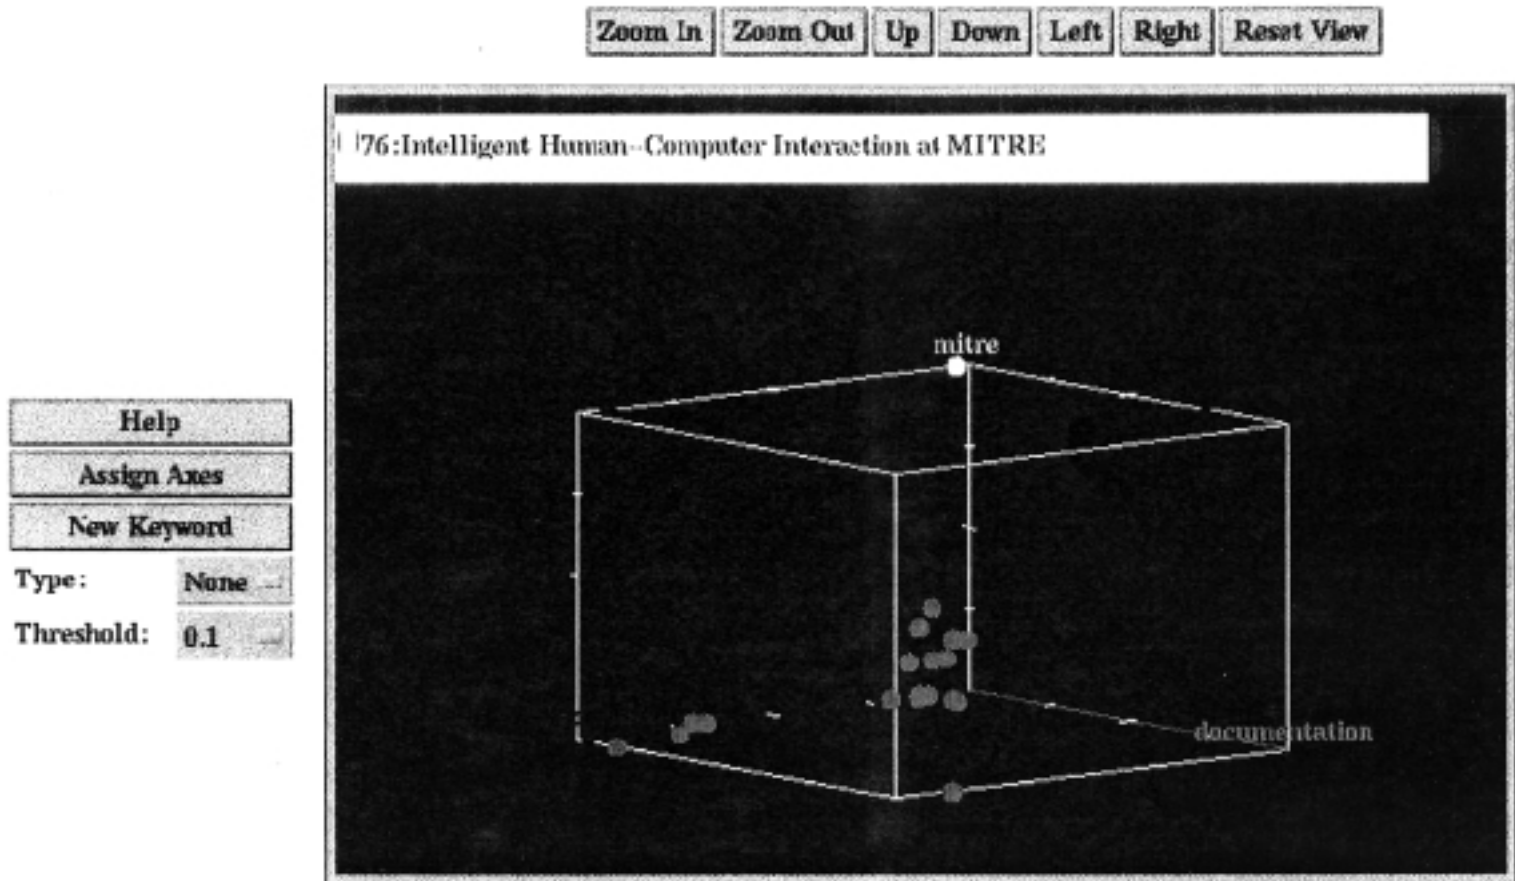 Zoom In Zoom Out Up Down Left Right Reset View
76:Intelligent Human--Computer Interaction at MITRE
mitre
Help
Assign Axes
New Keyword
Type: None
Threshold: 0.1
documentation